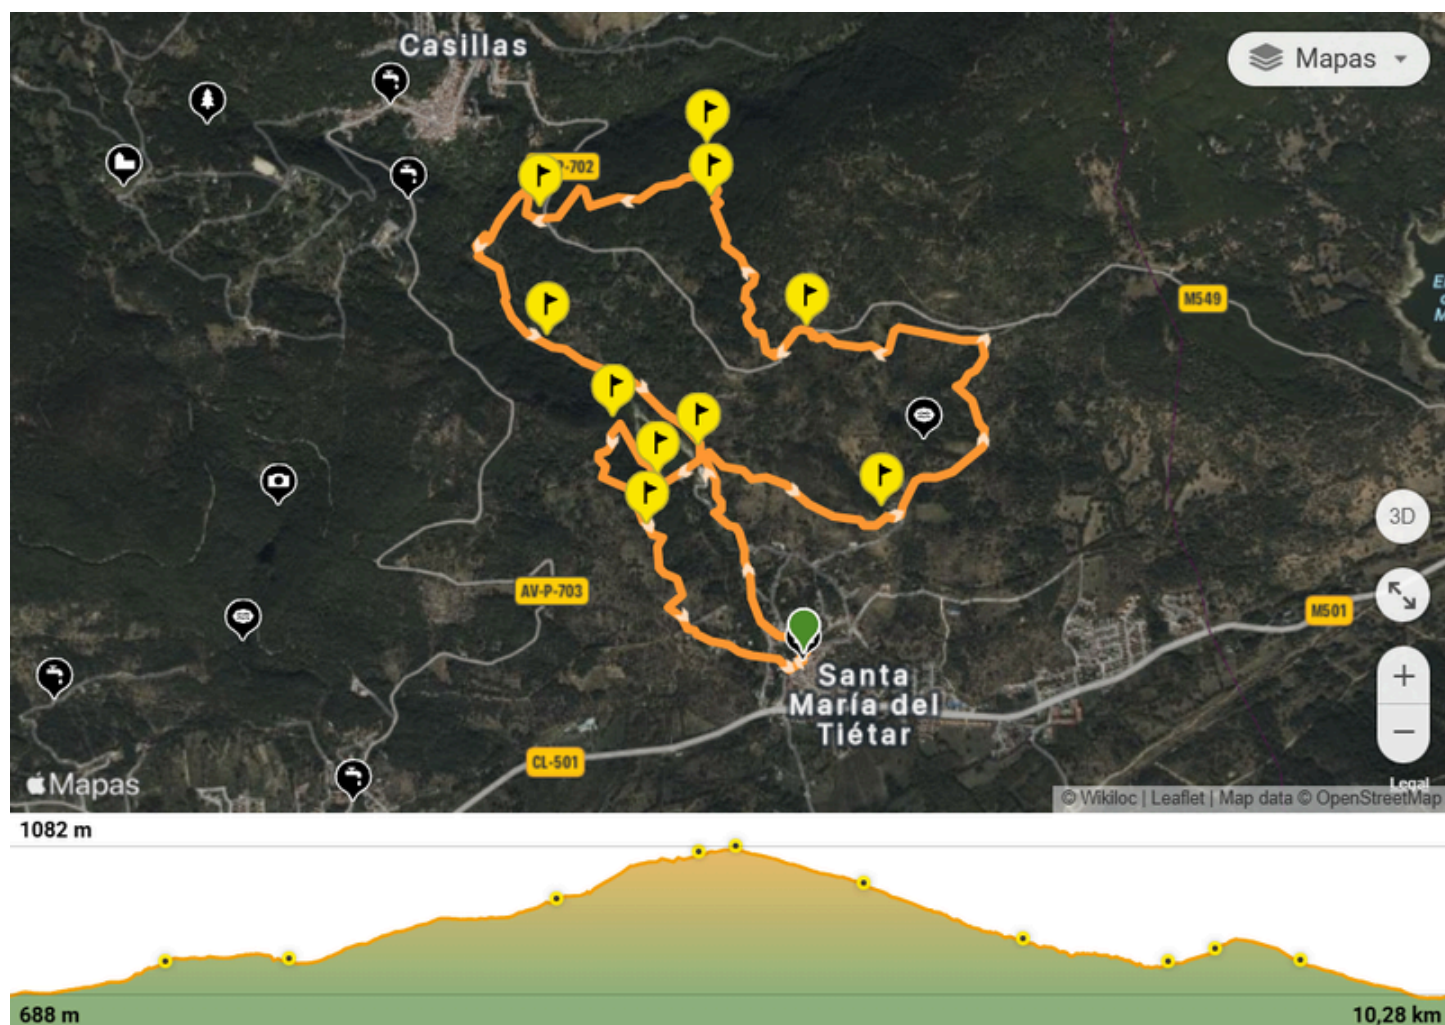 Casillas
Mapas
P-702
M549
3D
AV-P-703
M501
Santa
María del
Tiétar
CL-501
Mapas
Legal
© Wikiloc | Leaflet | Map data © OpenStreetMap
1082 m
688 m
10,28 km